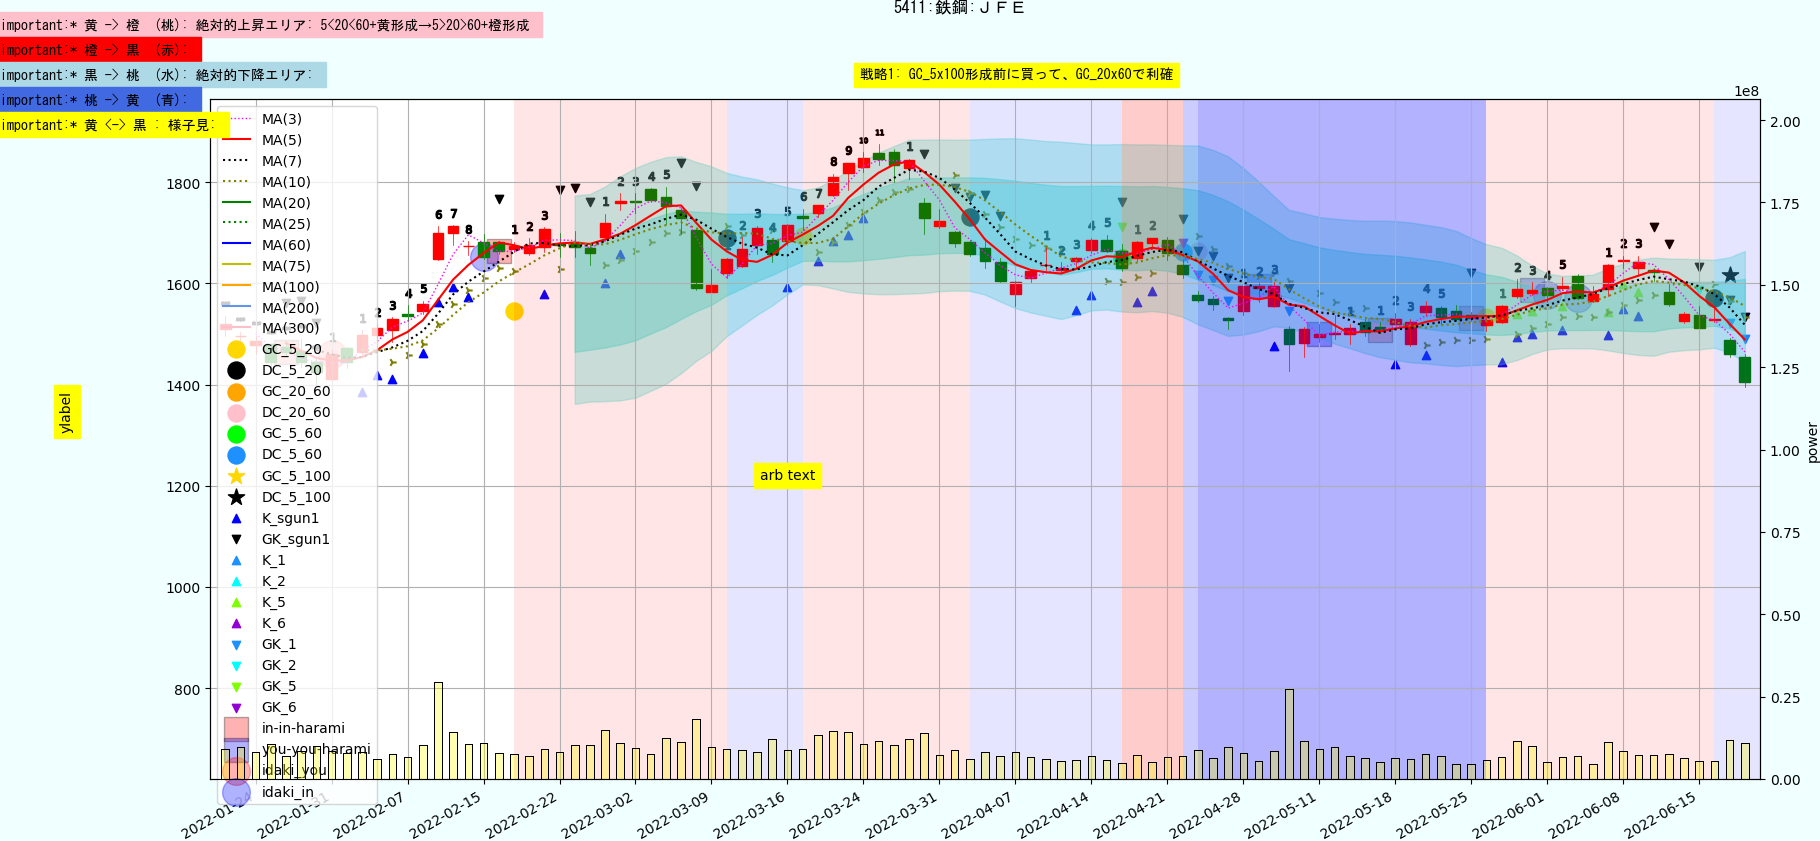 5411:鉄鋼:ＪＦＥ
important:* 黄 -> 橙 (桃): 絶対的上昇エリア: 5<20<60+黄形成→5>20>60+橙形成
important:* 橙 -> 黒 (赤):
important:* 黒 -> 桃 (水): 絶対的下降エリア:
important:* 桃 -> 黄 (青):
important:* 黄 <-> 黒 : 様子見:
戦略1: GC_5x100形成前に買って、GC_20x60で利確
1e8
MA(3)
MA(5)
MA(7)
MA(10)
MA(20)
MA(25)
MA(60)
MA(75)
MA(100)
MA(200)
MA(300)
GC_5_20
DC_5_20
GC_20_60
DC_20_60
GC_5_60
DC_5_60
GC_5_100
DC_5_100
K_sgun1
GK_sgun1
K_1
K_2
K_5
K_6
GK_1
GK_2
GK_5
GK_6
in-in-harami
you-you-harami
idaki_you
idaki_in
1800
1600
1400
1200
1000
800
ylabel
arb text
2.00
1.75
1.50
1.25
1.00
0.75
0.50
0.25
0.00
power
2022-01-24
2022-01-31
2022-02-07
2022-02-15
2022-02-22
2022-03-02
2022-03-09
2022-03-16
2022-03-24
2022-03-31
2022-04-07
2022-04-14
2022-04-21
2022-04-28
2022-05-11
2022-05-18
2022-05-25
2022-06-01
2022-06-08
2022-06-15